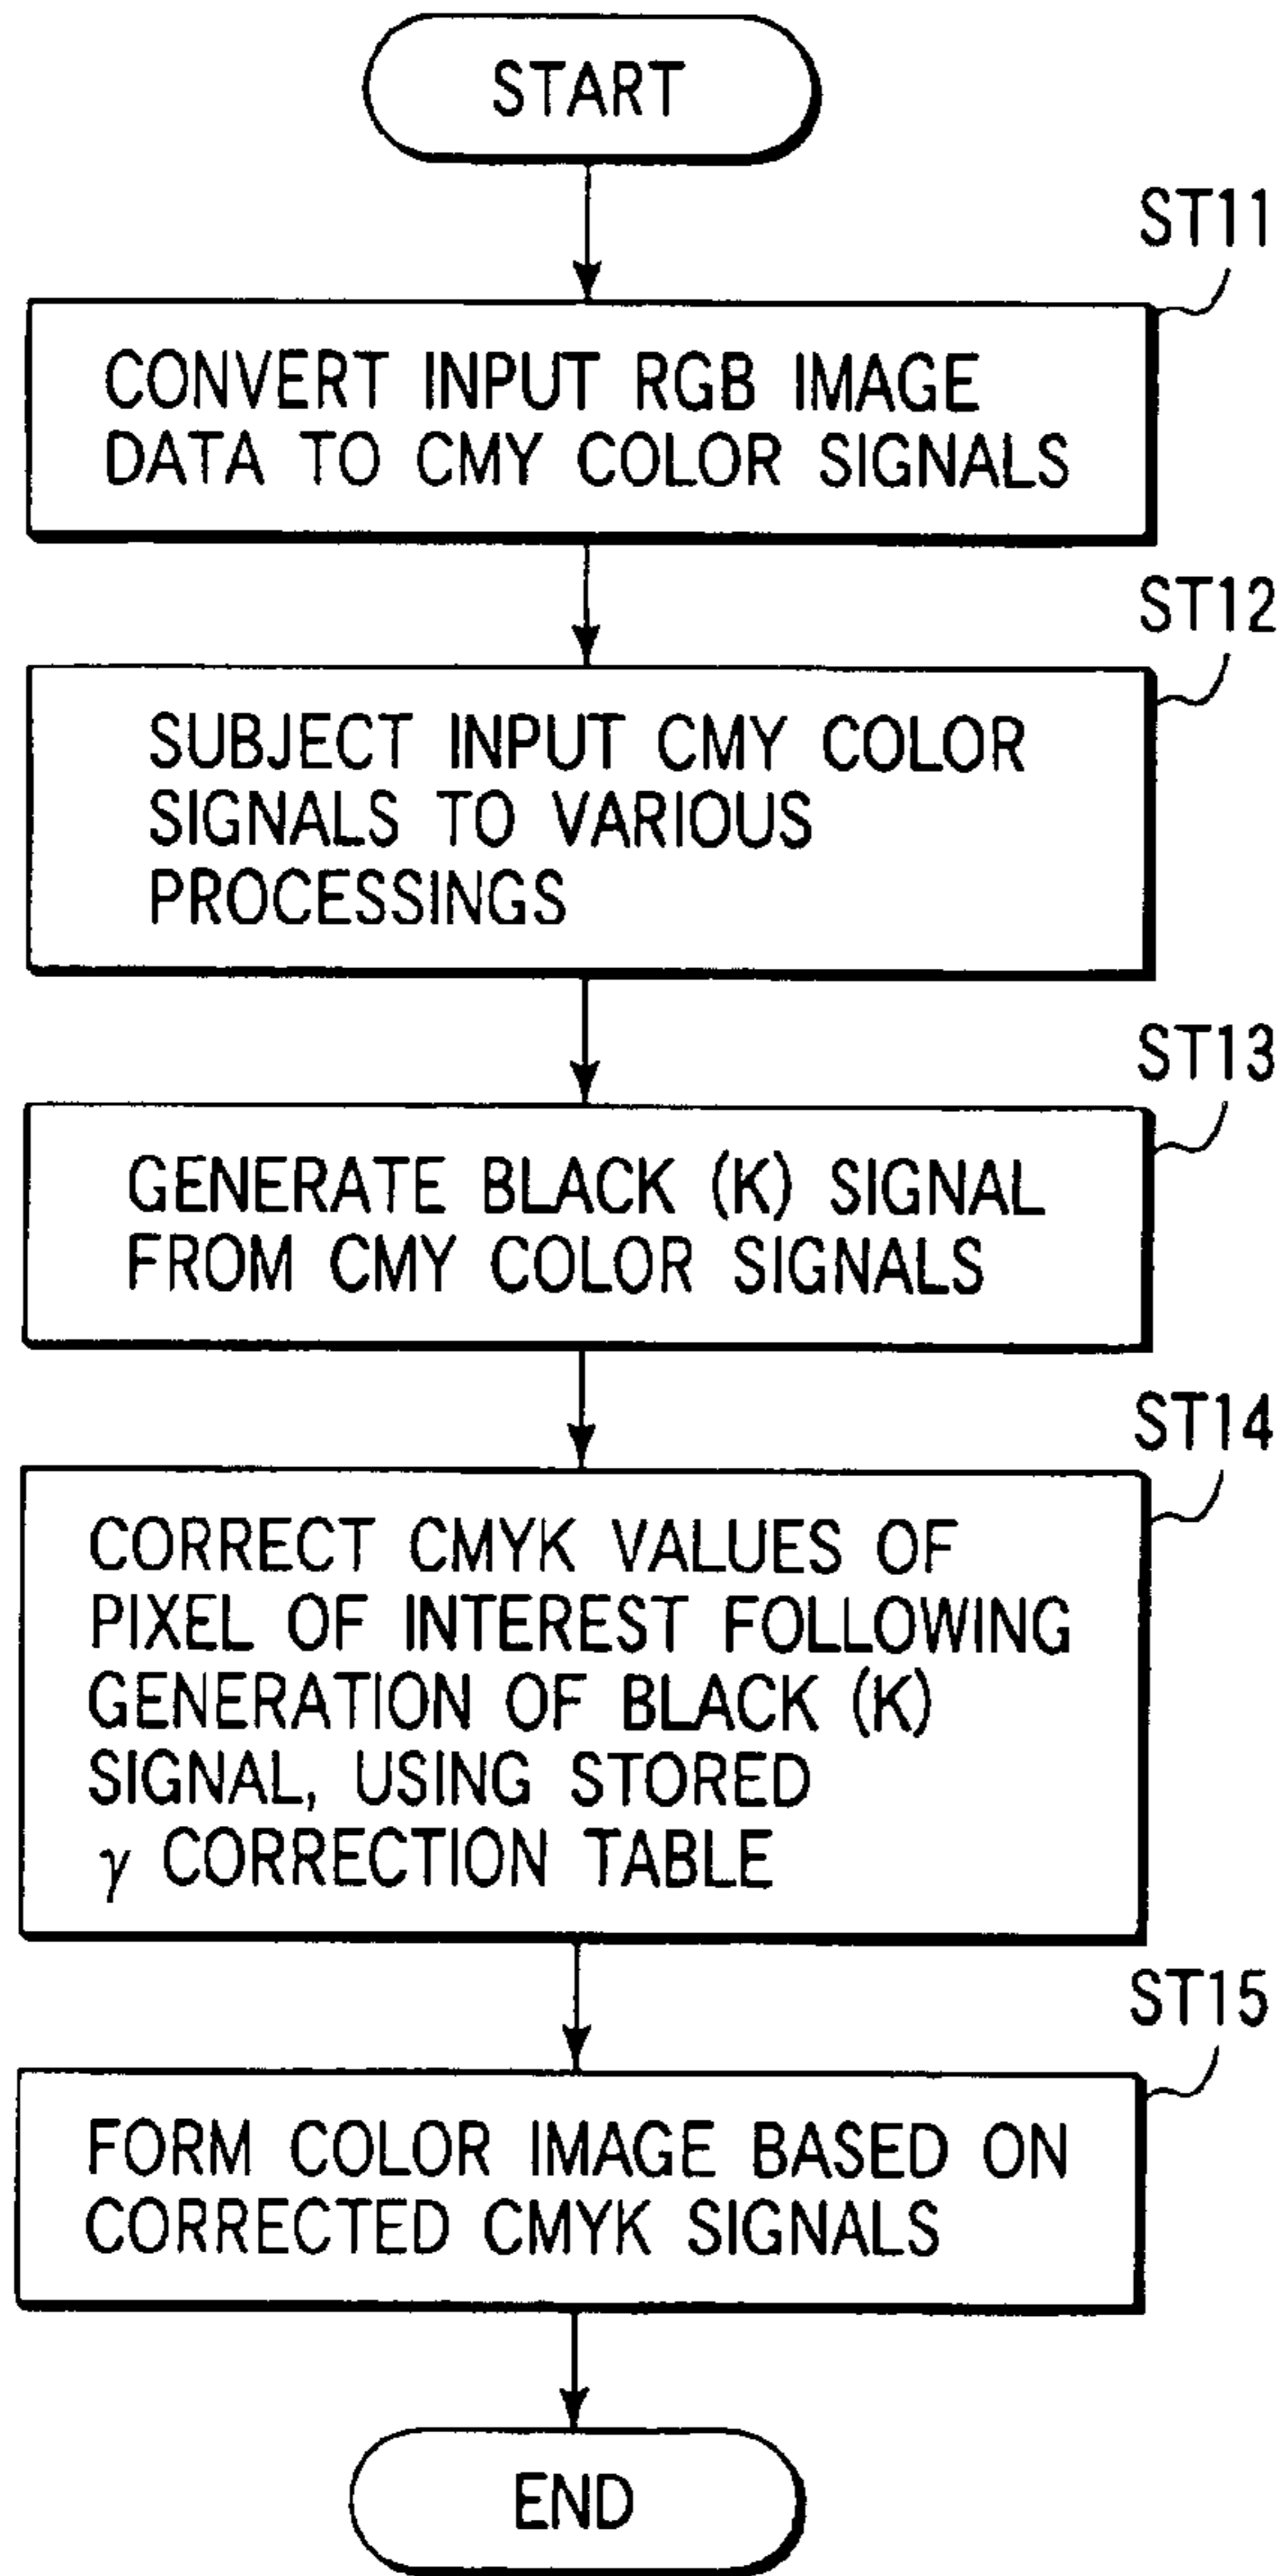 START
ST11
CONVERT INPUT RGB IMAGE
DATA TO CMY COLOR SIGNALS
ST12
SUBJECT INPUT CMY COLOR
SIGNALS TO VARIOUS
PROCESSINGS
ST13
GENERATE BLACK (K) SIGNAL
FROM CMY COLOR SIGNALS
ST14
CORRECT CMYK VALUES OF
PIXEL OF INTEREST FOLLOWING
GENERATION OF BLACK (K)
SIGNAL, USING STORED
γ CORRECTION TABLE
ST15
FORM COLOR IMAGE BASED ON
CORRECTED CMYK SIGNALS
END